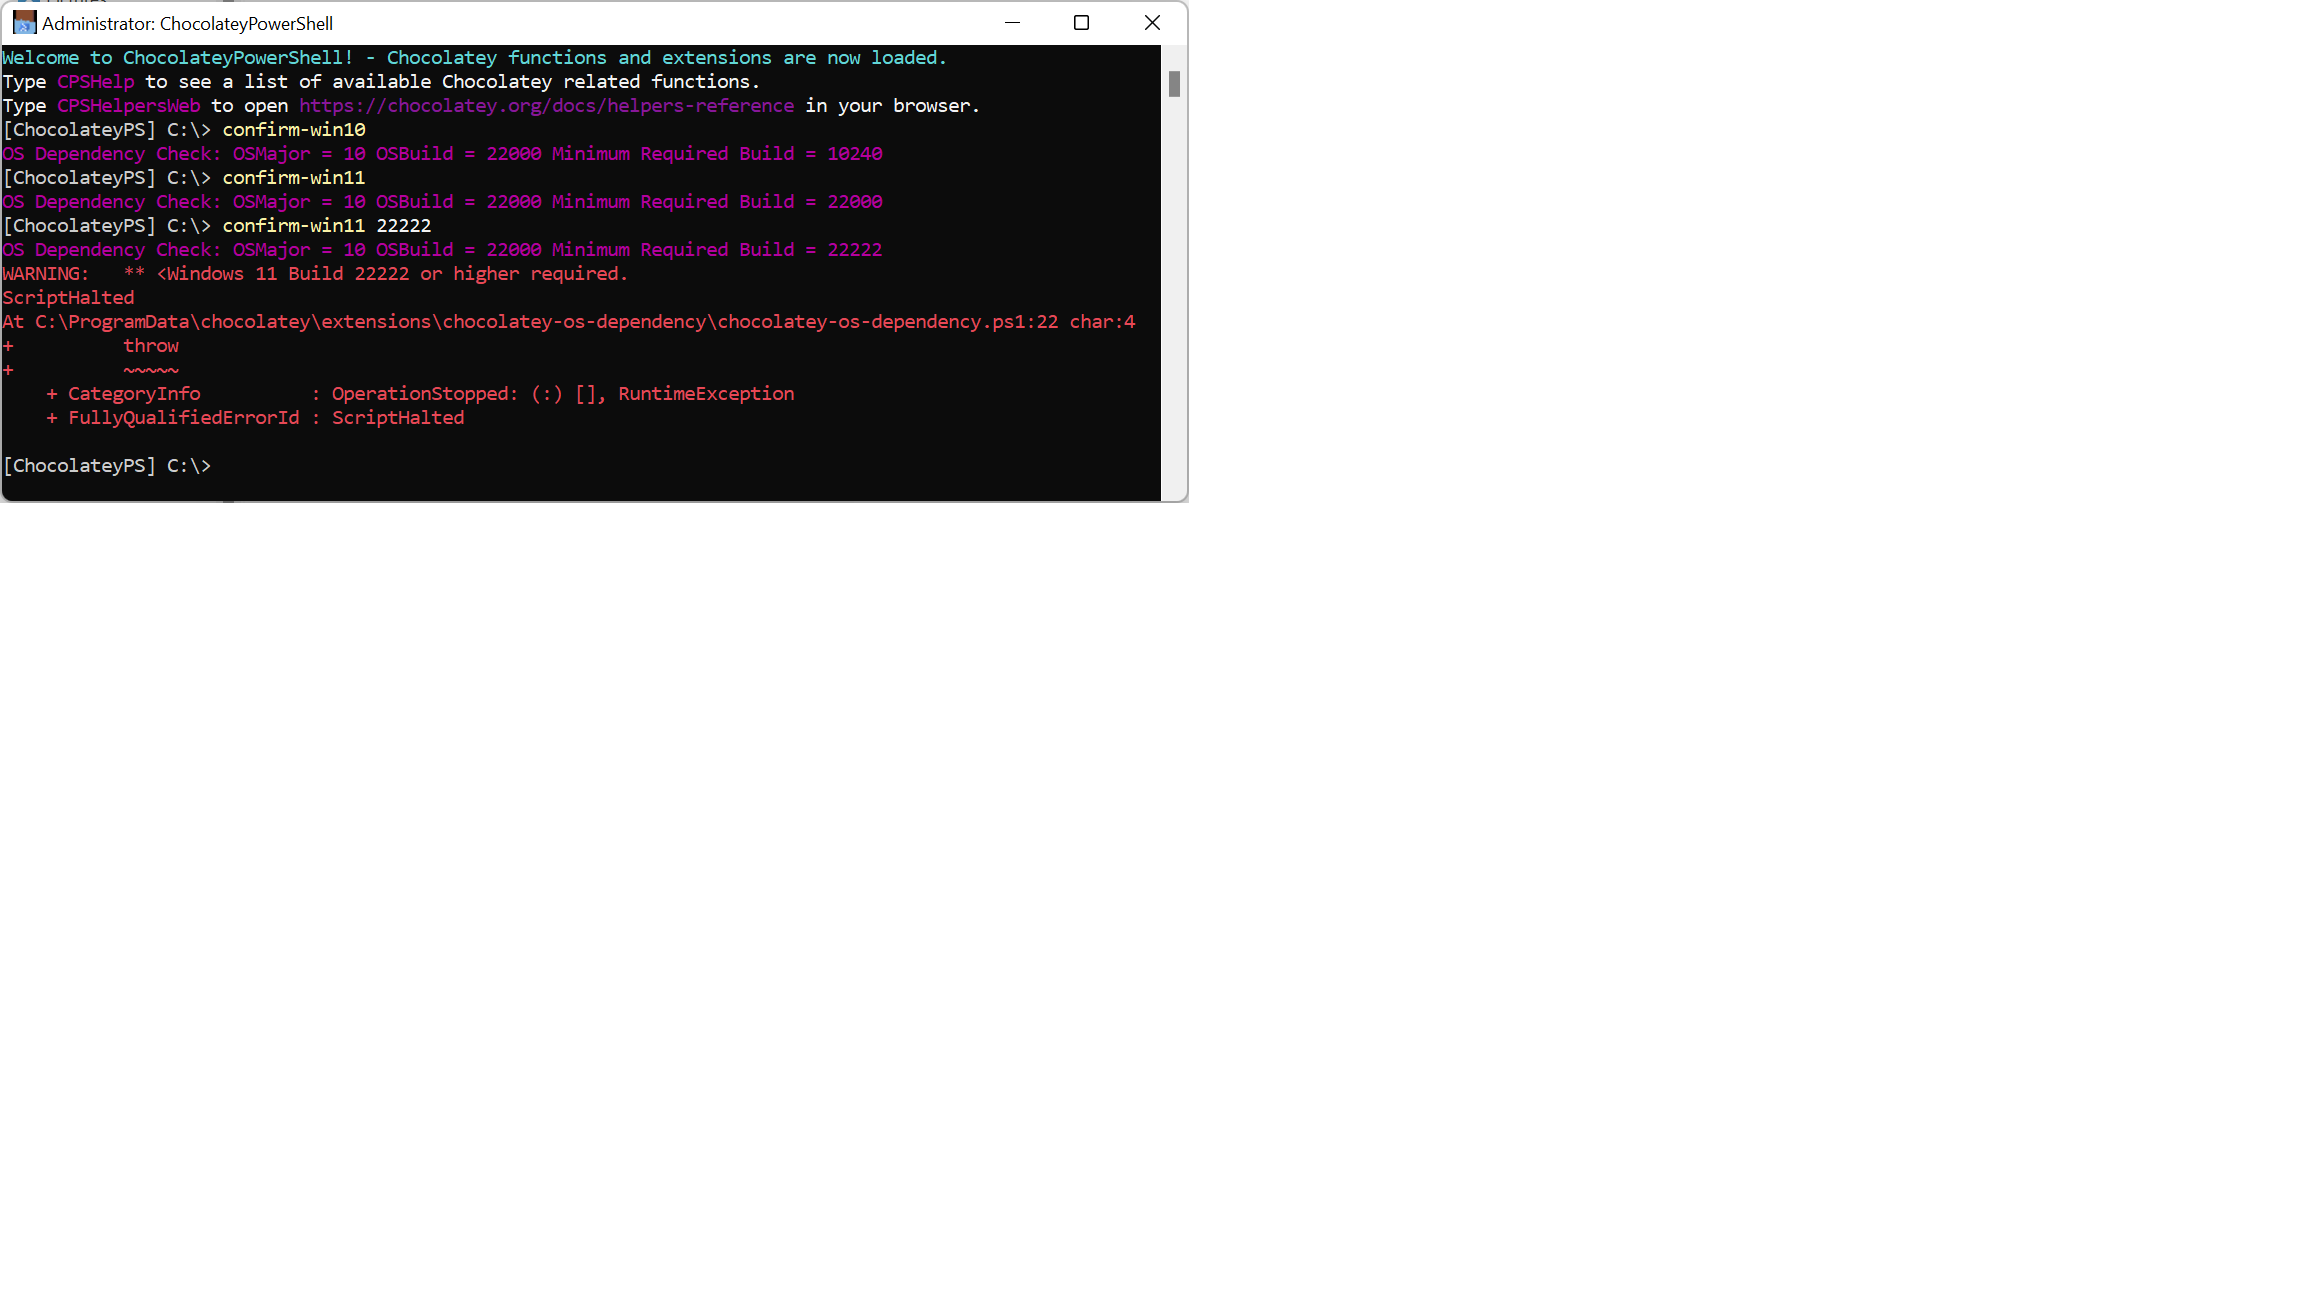 Administrator: ChocolateyPowerShell
Welcome to ChocolateyPowerShell! - Chocolatey functions and extensions are now loaded.
Type CPSHelp to see a list of available Chocolatey related functions.
Type CPSHelpersWeb to open https://chocolatey.org/docs/helpers-reference in your browser.
[ChocolateyPS] C:\> confirm-win10
OS Dependency Check: OSMajor = 10 OSBuild = 22000 Minimum Required Build = 10240
[ChocolateyPS] C:\> confirm-win11
OS Dependency Check: OSMajor = 10 OSBuild = 22000 Minimum Required Build = 22000
[ChocolateyPS] C:\> confirm-win11 22222
OS Dependency Check: OSMajor = 10 OSBuild = 22000 Minimum Required Build = 22222
WARNING:   ** <Windows 11 Build 22222 or higher required.
ScriptHalted
At C:\ProgramData\chocolatey\extensions\chocolatey-os-dependency\chocolatey-os-dependency.ps1:22 char:4
+          throw
+          ~~~~~
    + CategoryInfo          : OperationStopped: (:) [], RuntimeException
    + FullyQualifiedErrorId : ScriptHalted
[ChocolateyPS] C:\>